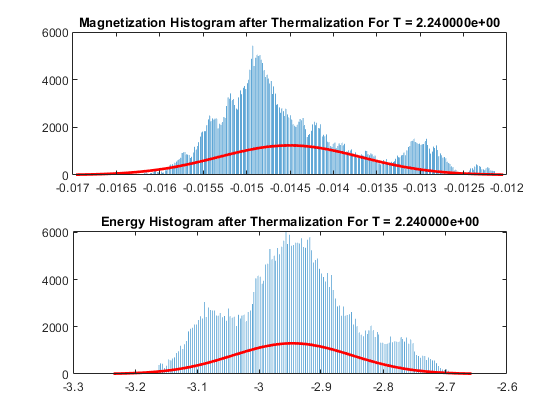 Magnetization Histogram after Thermalization For T = 2.240000e+00
6000
4000
2000
0
-0.017 -0.0165 -0.016 -0.0155 -0.015 -0.0145 -0.014 -0.0135 -0.013 -0.0125 -0.012
Energy Histogram after Thermalization For T = 2.240000e+00
6000
4000
2000
0
-3.3 -3.2 -3.1 -3 -2.9 -2.8 -2.7 -2.6